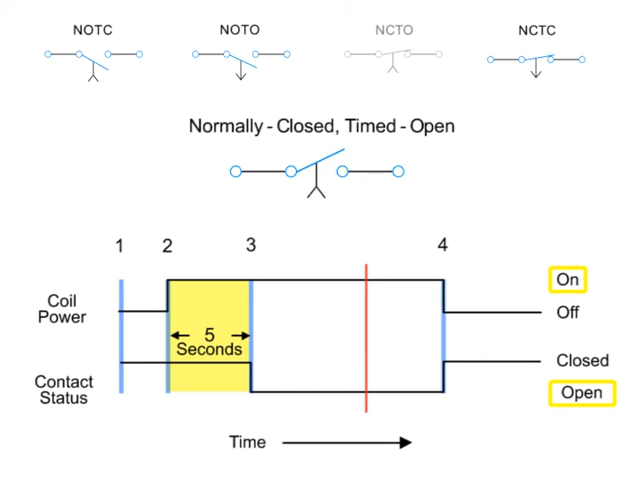 NOTC NOTO NCTO NCTC
Normally - Closed, Timed - Open
1 2 3 4
On
Coil
Power
Off
5
Seconds
Closed
Contact
Status
Open
Time